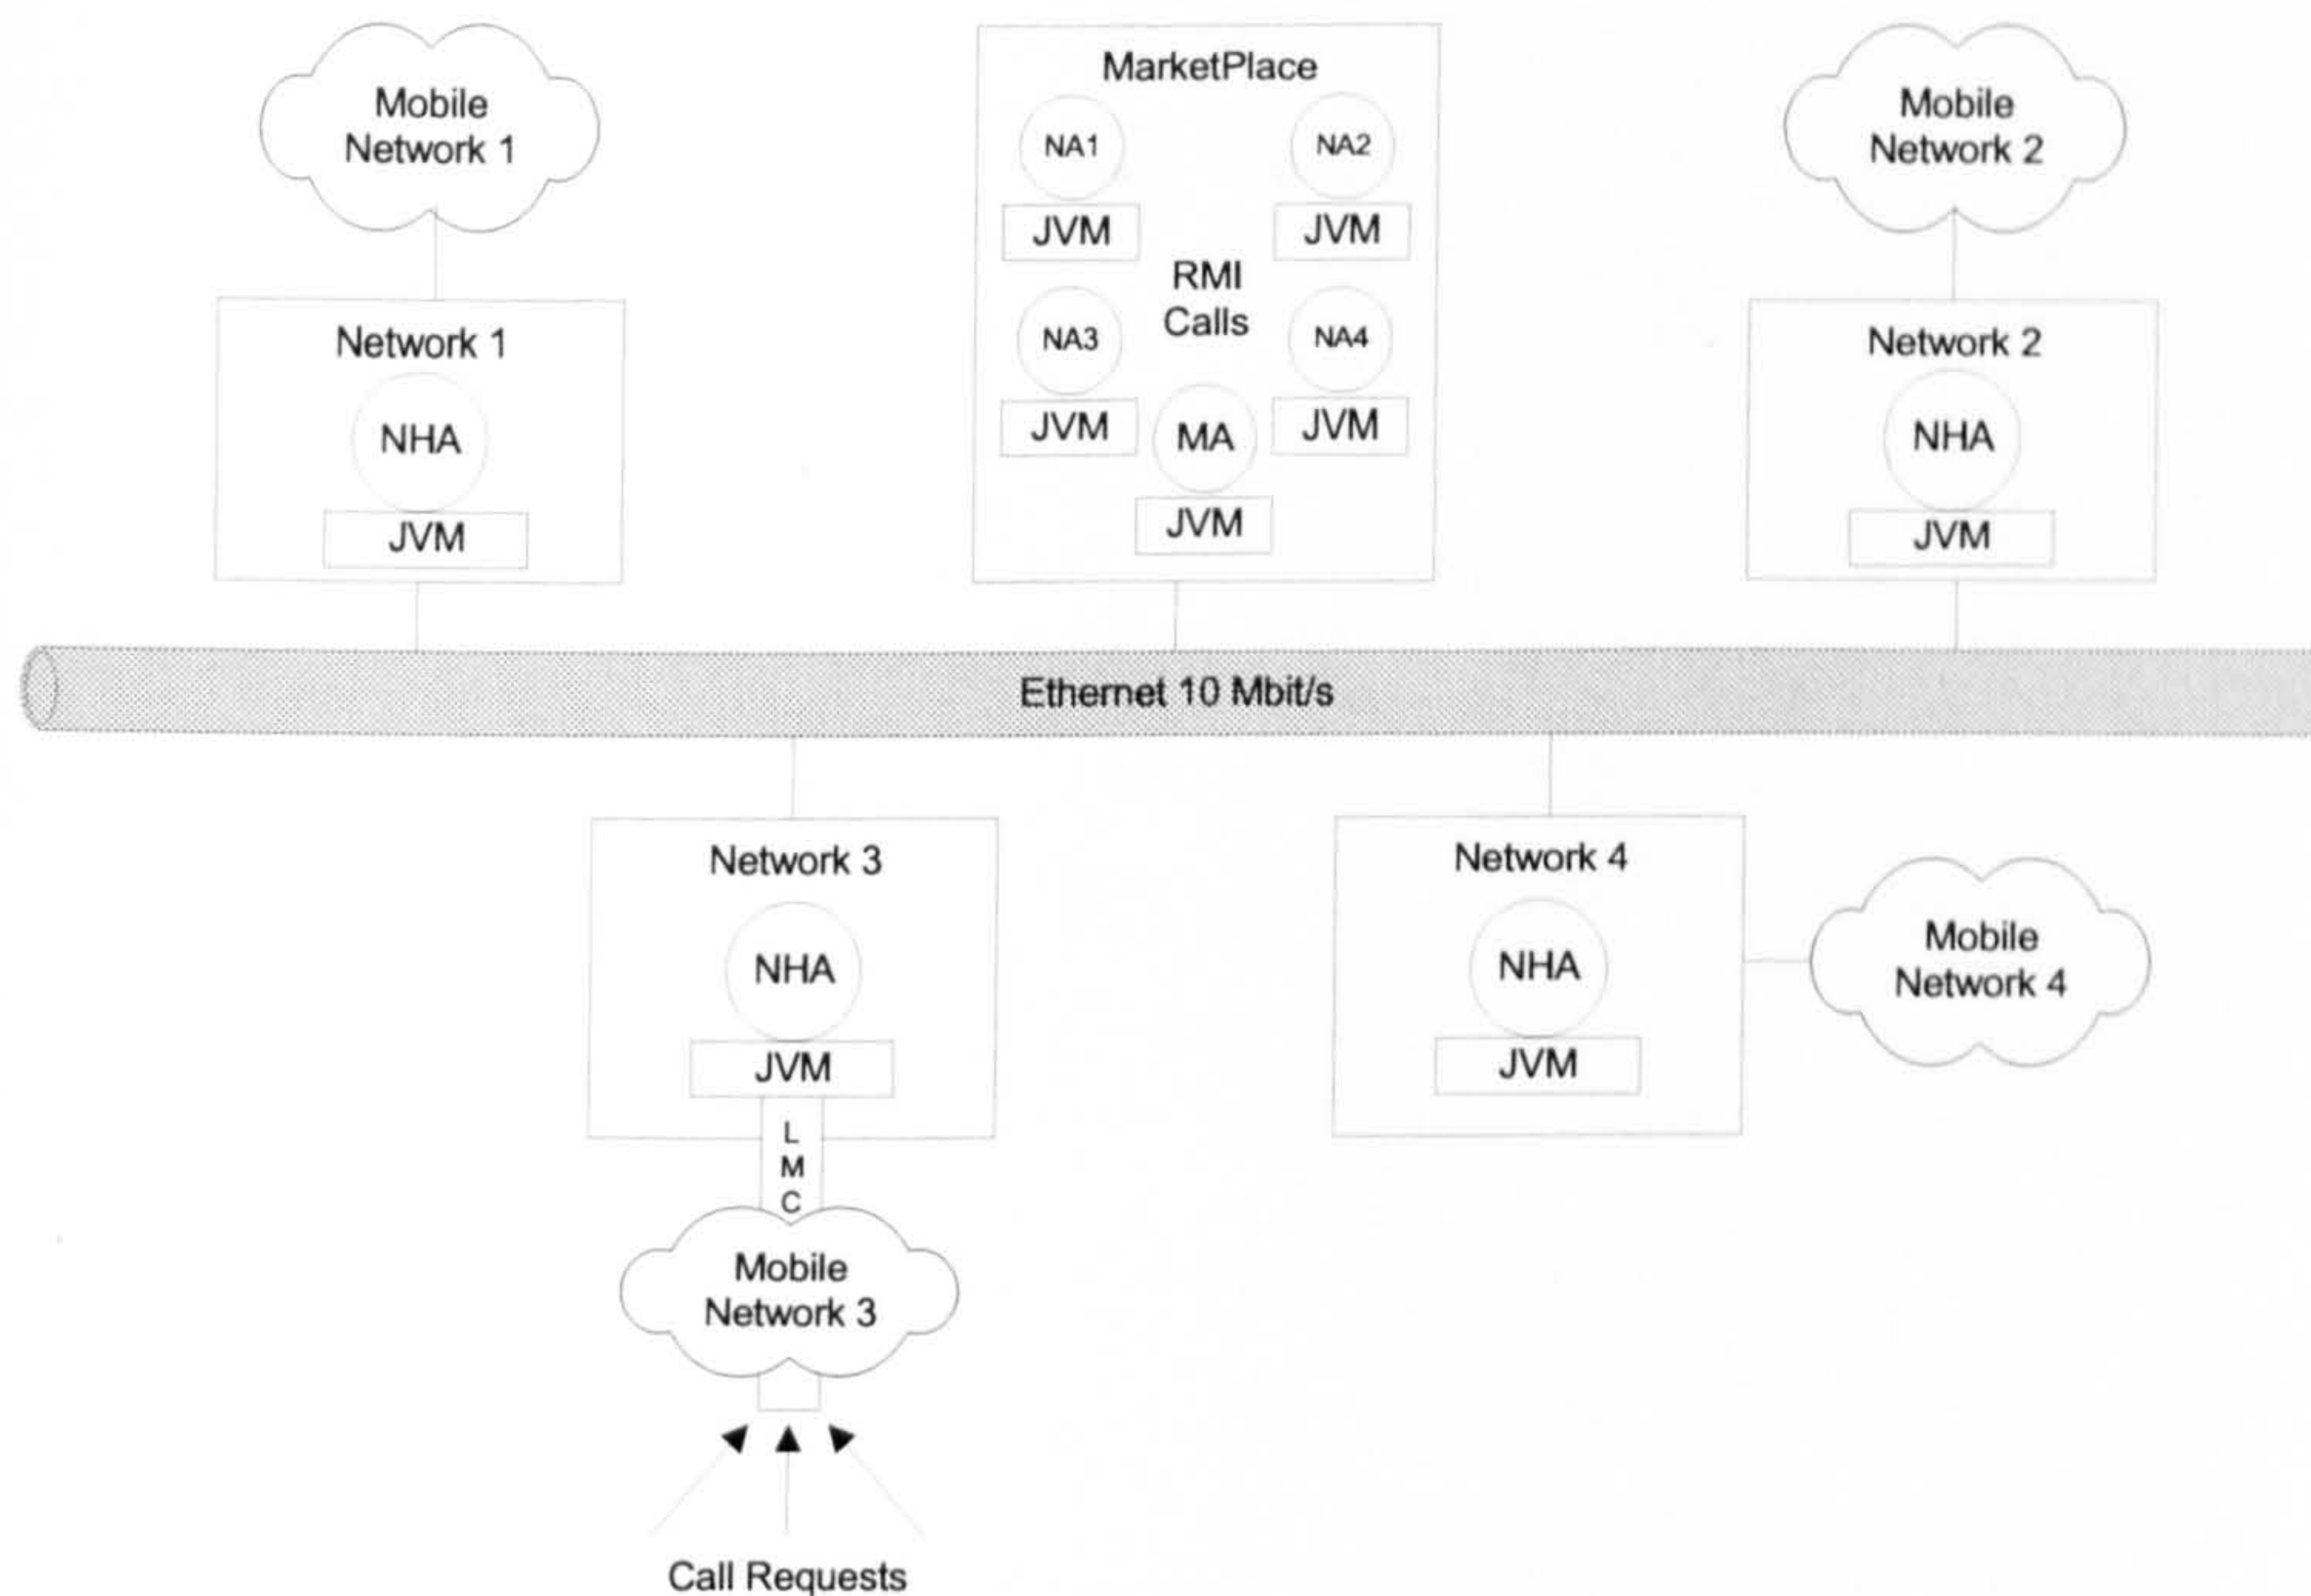 Mobile
Network 1
MarketPlace
NA1
NA2
JVM
JVM
RMI
Calls
NA3
NA4
JVM
MA
JVM
JVM
Mobile
Network 2
Network 1
NHA
JVM
Network 2
NHA
JVM
Ethernet 10 Mbit/s
Network 3
NHA
JVM
L
M
C
Mobile
Network 3
Call Requests
Network 4
NHA
JVM
Mobile
Network 4